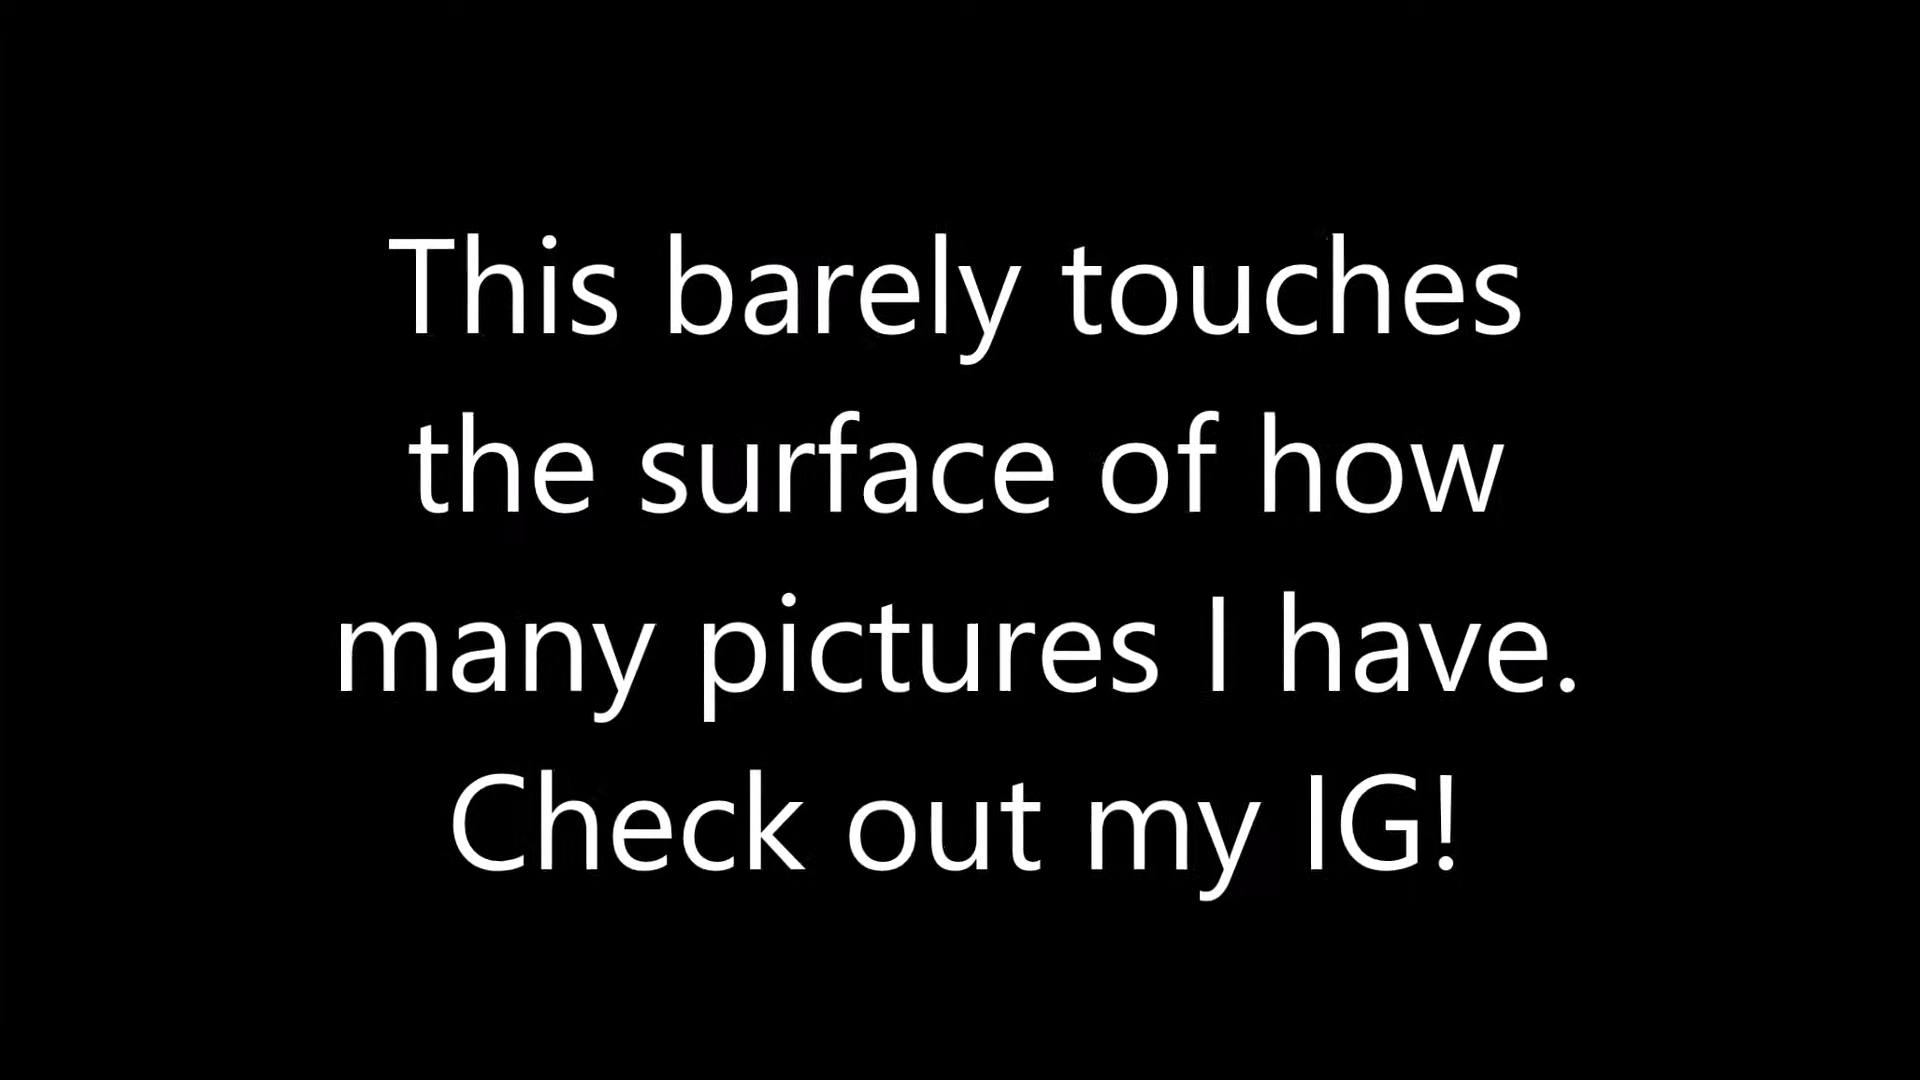 This barely touches
the surface of how
many pictures I have.
Check out my IG!